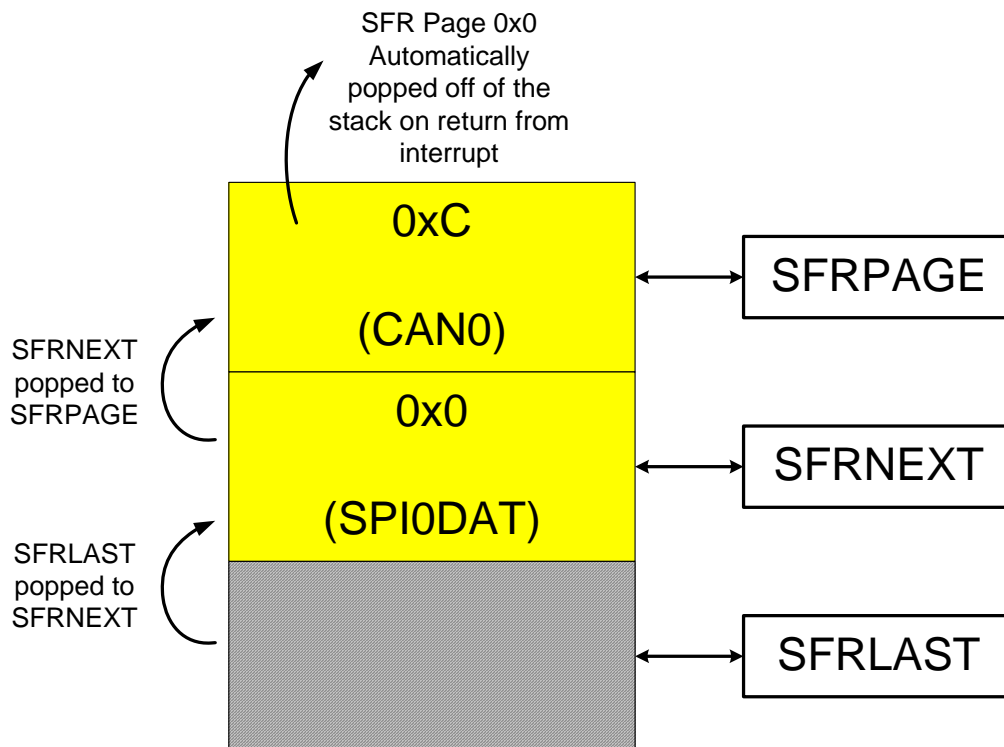 SFR Page 0x0
Automatically
popped off of the
stack on return from
interrupt
0xC
(CAN0)
SFRPAGE
SFRNEXT
popped to
SFRPAGE
0x0
(SPI0DAT)
SFRNEXT
SFRLAST
popped to
SFRNEXT
SFRLAST